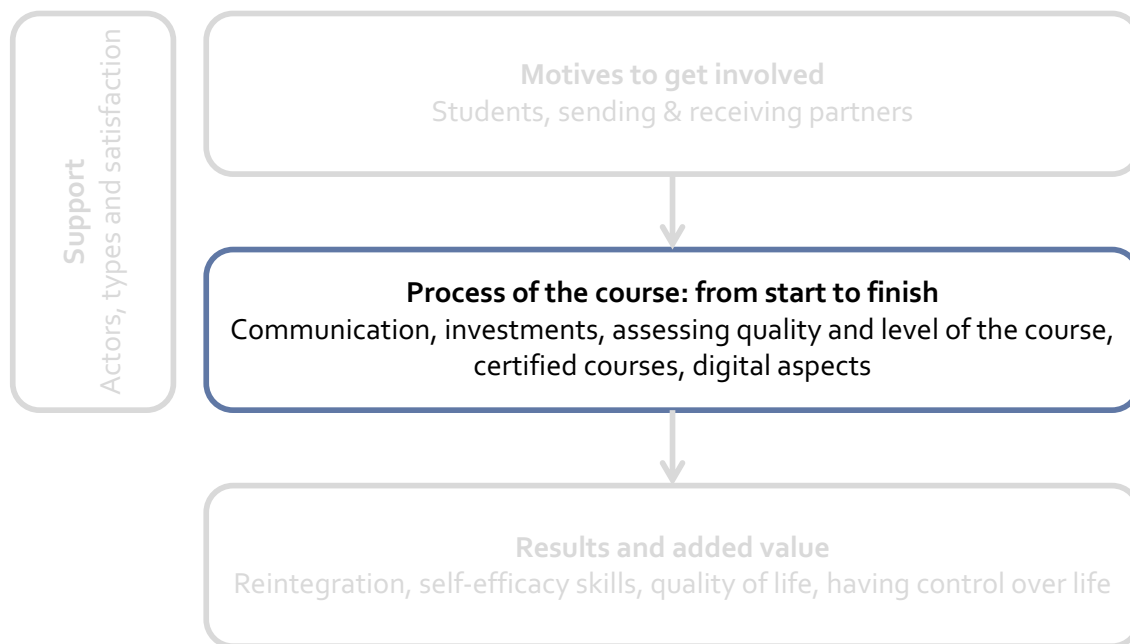 Support
Actors, types and satisfaction
Motives to get involved
Students, sending & receiving partners
Process of the course: from start to finish
Communication, investments, assessing quality and level of the course,
certified courses, digital aspects
Results and added value
Reintegration, self-efficacy skills, quality of life, having control over life